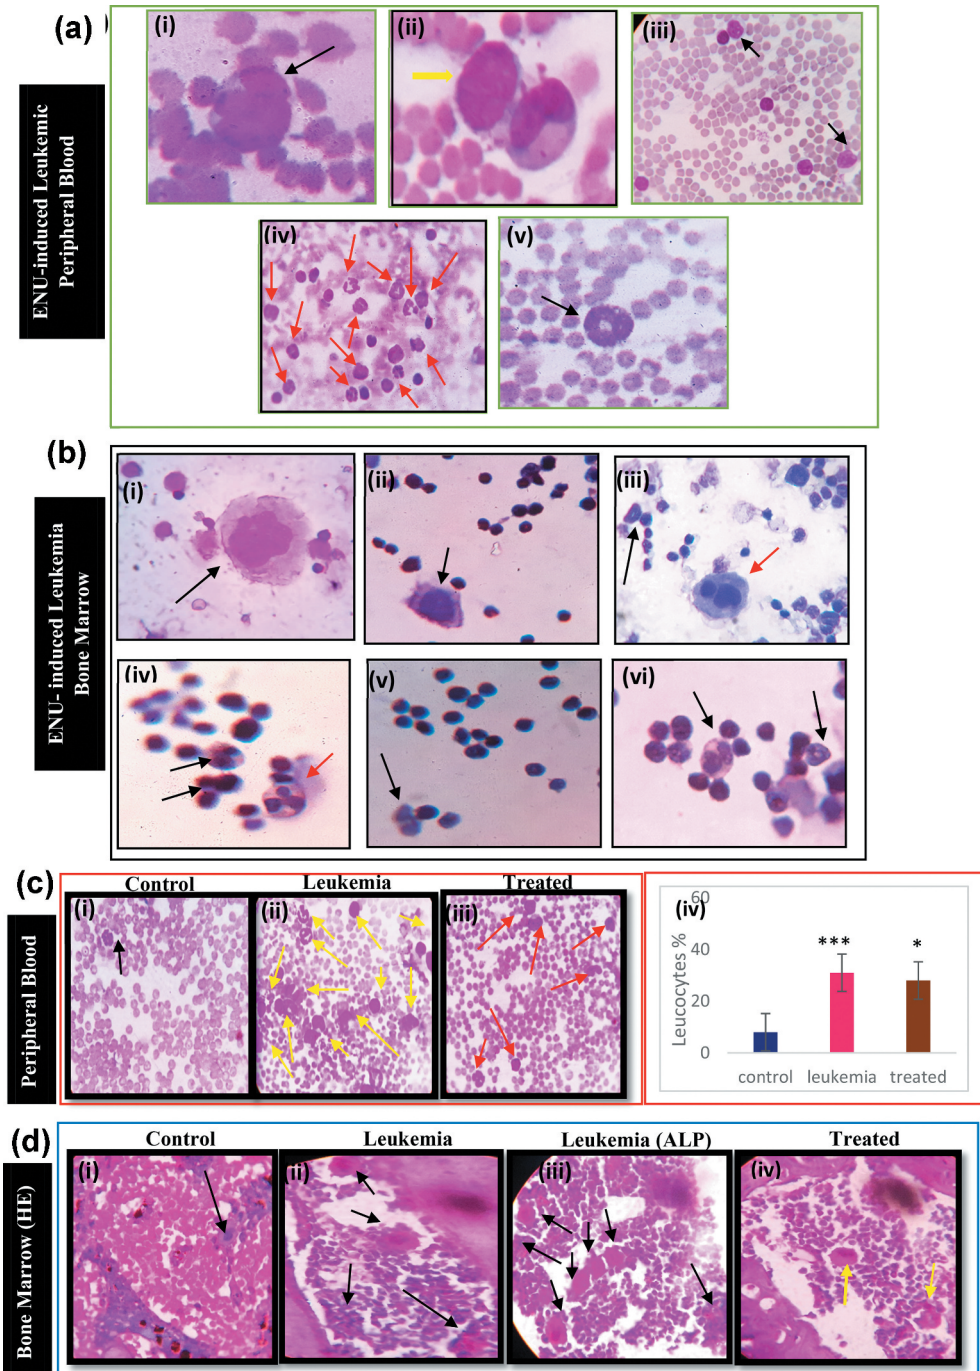 (a)
ENU-induced Leukemic
Peripheral Blood
(i)
(ii)
(iii)
(iv)
(v)
(b)
ENU- induced Leukemia
Bone Marrow
(i)
(ii)
(iii)
(iv)
(v)
(vi)
(c)
Peripheral Blood
Control
Leukemia
Treated
(i)
(ii)
(iii)
(iv)
Leucocytes %
60
40
20
0
***
*
control
leukemia
treated
(d)
Bone Marrow (HE)
Control
Leukemia
Leukemia (ALP)
Treated
(i)
(ii)
(iii)
(iv)